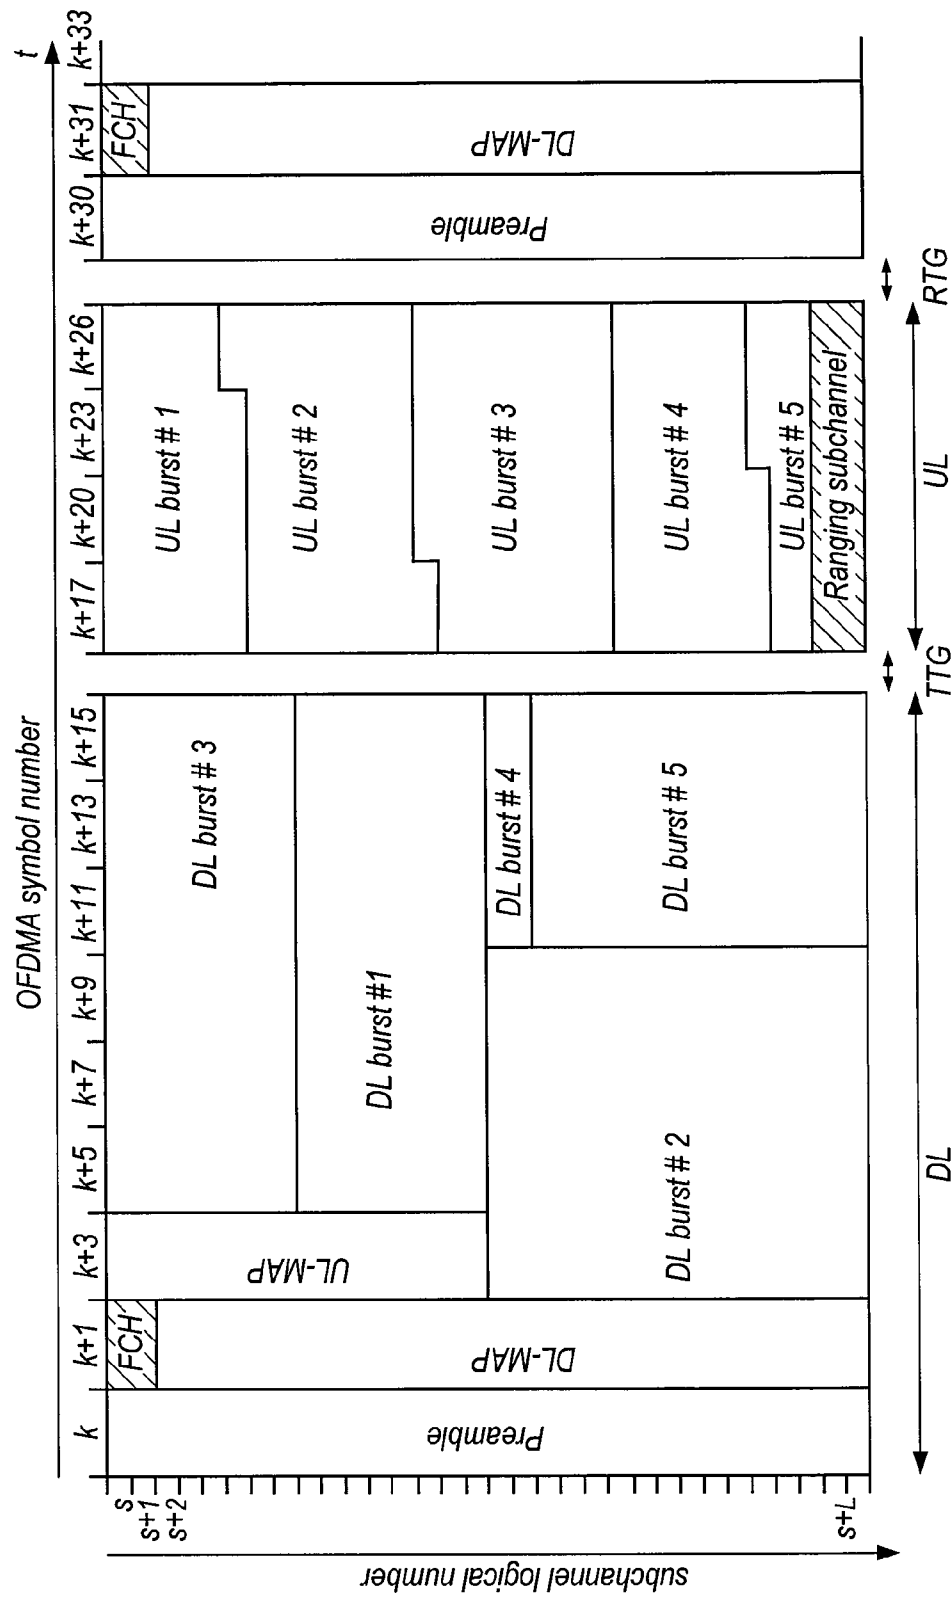 OFDMA symbol number
t
k
k+1
k+3
k+5
k+7
k+9
k+11
k+13
k+15
k+17
k+20
k+23
k+26
k+30
k+31
k+33
subchannel logical number
s
s+1
s+2
s+L
Preamble
FCH
DL-MAP
UL-MAP
DL burst # 3
DL burst #1
DL burst # 2
DL burst # 4
DL burst # 5
UL burst # 1
UL burst # 2
UL burst # 3
UL burst # 4
UL burst # 5
Ranging subchannel
Preamble
FCH
DL-MAP
DL
TTG
UL
RTG